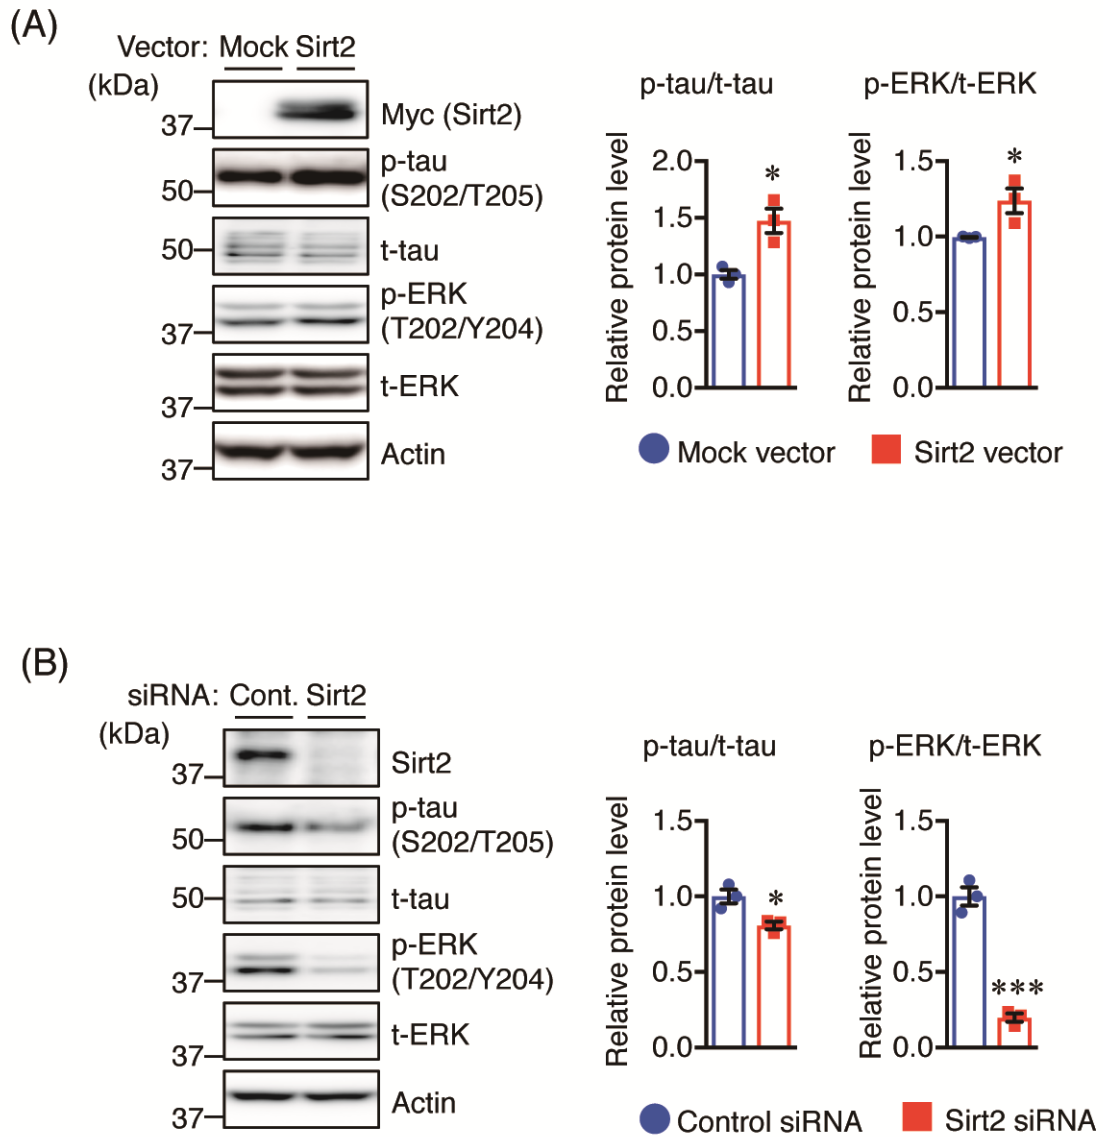 (A)
Vector: Mock Sirt2
(kDa)
37
Myc (Sirt2)
50
p-tau
(S202/T205)
50
t-tau
37
p-ERK
(T202/Y204)
37
t-ERK
37
Actin
p-tau/t-tau
Relative protein level
2.0
1.5
*
1.0
0.5
0.0
p-ERK/t-ERK
Relative protein level
1.5
*
1.0
0.5
0.0
Mock vector
Sirt2 vector
(B)
siRNA: Cont. Sirt2
(kDa)
37
Sirt2
50
p-tau
(S202/T205)
50
t-tau
37
p-ERK
(T202/Y204)
37
t-ERK
37
Actin
p-tau/t-tau
Relative protein level
1.5
1.0
*
0.5
0.0
p-ERK/t-ERK
Relative protein level
1.5
1.0
0.5
***
0.0
Control siRNA
Sirt2 siRNA